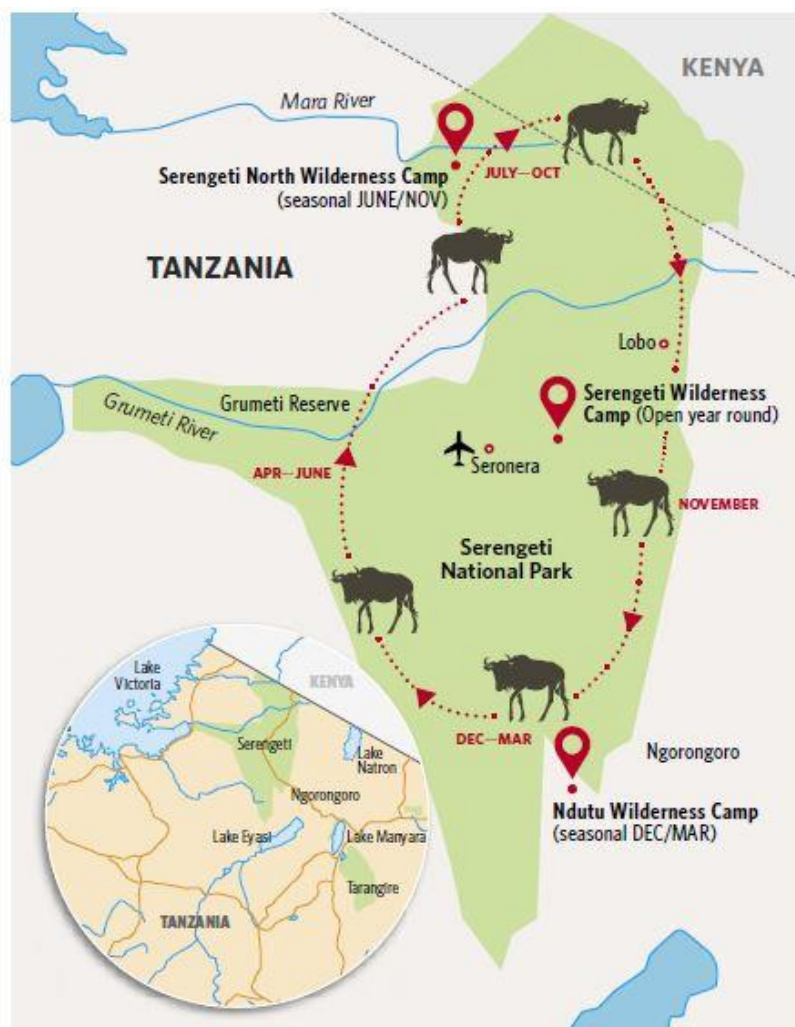 KENYA
Mara River
Serengeti North Wilderness Camp
(seasonal JUNE/NOV)
JULY—OCT
TANZANIA
Lobo
Serengeti Wilderness
Camp (Open year round)
Grumeti Reserve
Grumeti River
Seronera
APR—JUNE
NOVEMBER
Serengeti
National Park
DEC—MAR
Ngorongoro
Ndutu Wilderness Camp
(seasonal DEC/MAR)
Lake
Victoria
KENYA
Serengeti
Lake
Natron
Ngorongoro
Lake Eyasi
Lake Manyara
Tarangire
TANZANIA